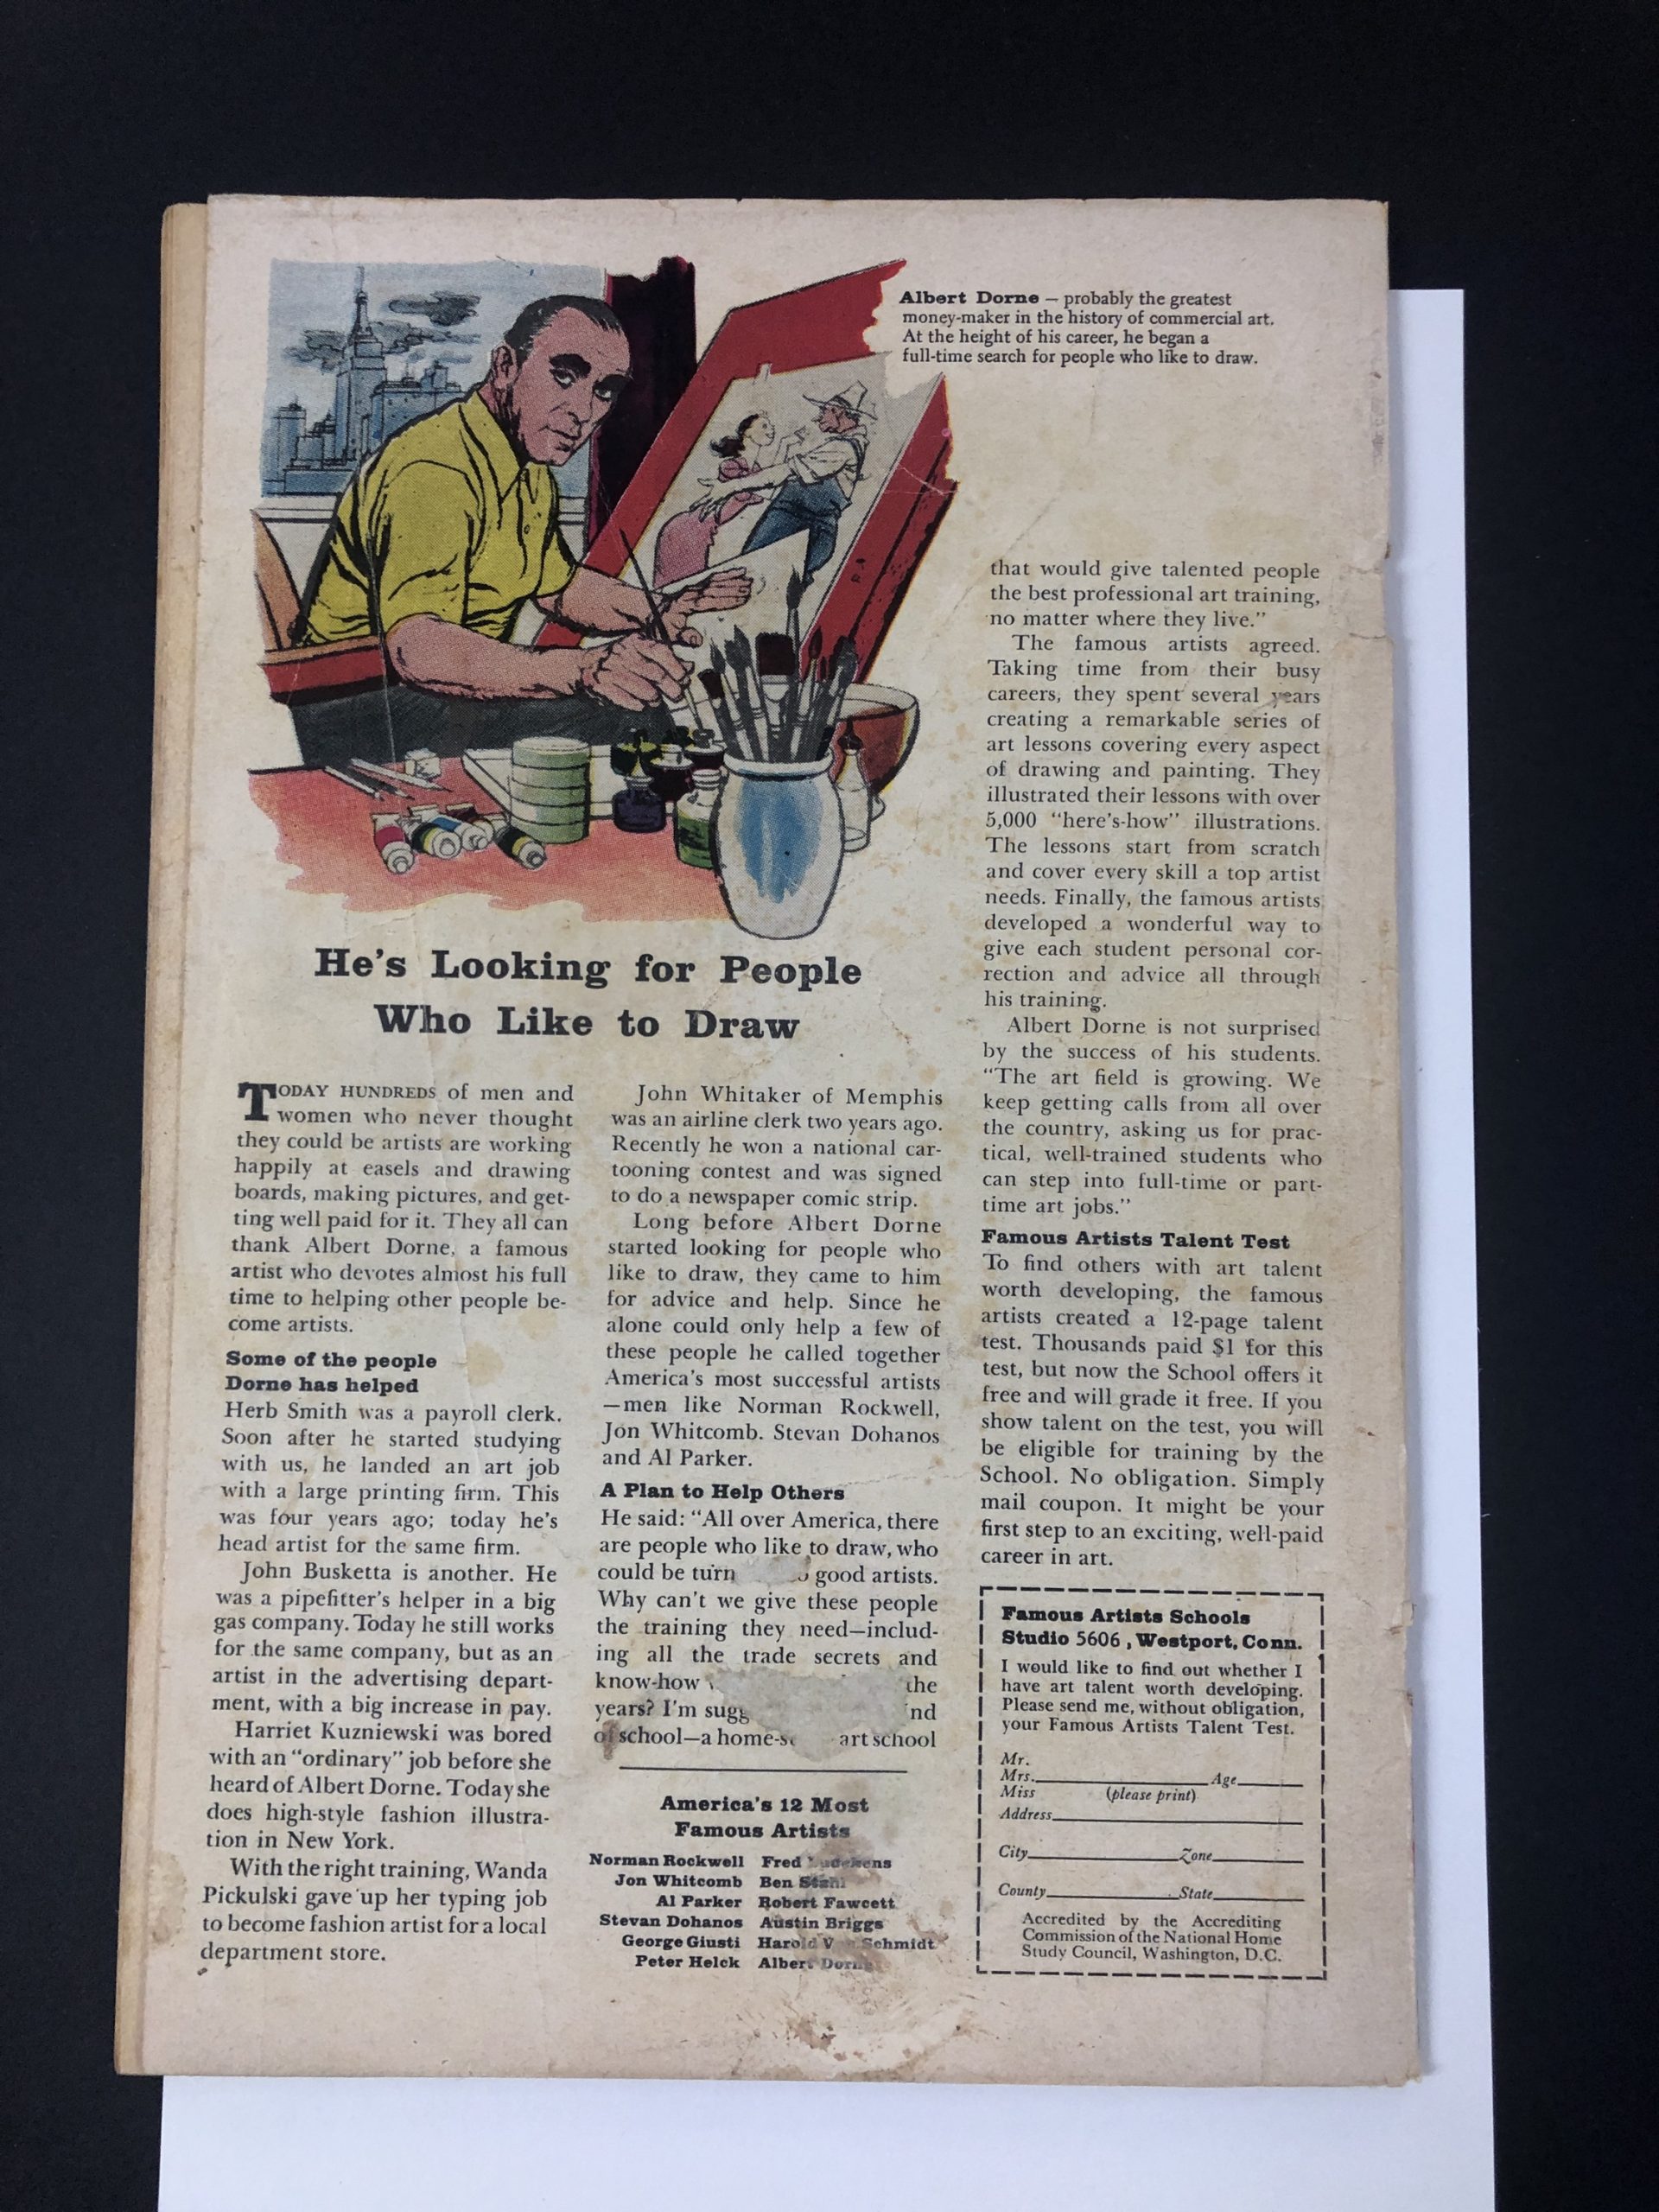 Albert Dorne — probably the greatest
money-maker in the history of commercial art.
At the height of his career, he began a
full-time search for people who like to draw.
He's Looking for People
Who Like to Draw
TODAY HUNDREDS of men and
women who never thought
they could be artists are working
happily at easels and drawing
boards, making pictures, and get-
ting well paid for it. They all can
thank Albert Dorne, a famous
artist who devotes almost his full
time to helping other people be-
come artists.
Some of the people
Dorne has helped
Herb Smith was a payroll clerk.
Soon after he started studying
with us, he landed an art job
with a large printing firm. This
was four years ago; today he's
head artist for the same firm.
John Busketta is another. He
was a pipefitter's helper in a big
gas company. Today he still works
for the same company, but as an
artist in the advertising depart-
ment, with a big increase in pay.
Harriet Kuzniewski was bored
with an "ordinary" job before she
heard of Albert Dorne. Today she
does high-style fashion illustra-
tion in New York.
With the right training, Wanda
Pickulski gave up her typing job
to become fashion artist for a local
department store.
John Whitaker of Memphis
was an airline clerk two years ago.
Recently he won a national car-
tooning contest and was signed
to do a newspaper comic strip.
Long before Albert Dorne
started looking for people who
like to draw, they came to him
for advice and help. Since he
alone could only help a few of
these people he called together
America's most successful artists
—men like Norman Rockwell,
Jon Whitcomb. Stevan Dohanos
and Al Parker.
A Plan to Help Others
He said: "All over America, there
are people who like to draw, who
could be turn good artists.
Why can't we give these people
the training they need—includ-
ing all the trade secrets and
know-how the
years? I'm
of school—a art school
America's 12 Most
Famous Artists
Norman Rockwell Fred
Jon Whitcomb Ben Stahl
Al Parker Robert Fawcett
Stevan Dohanos Austin Briggs
George Giusti Harold Schmidt
Peter Helck Albert Dorne
that would give talented people
the best professional art training,
no matter where they live."
The famous artists agreed.
Taking time from their busy
careers, they spent several years
creating a remarkable series of
art lessons covering every aspect
of drawing and painting. They
illustrated their lessons with over
5,000 "here's-how" illustrations.
The lessons start from scratch
and cover every skill a top artist
needs. Finally, the famous artists
developed a wonderful way to
give each student personal cor-
rection and advice all through
his training.
Albert Dorne is not surprised
by the success of his students.
"The art field is growing. We
keep getting calls from all over
the country, asking us for prac-
tical, well-trained students who
can step into full-time or part-
time art jobs."
Famous Artists Talent Test
To find others with art talent
worth developing, the famous
artists created a 12-page talent
test. Thousands paid $1 for this
test, but now the School offers it
free and will grade it free. If you
show talent on the test, you will
be eligible for training by the
School. No obligation. Simply
mail coupon. It might be your
first step to an exciting, well-paid
career in art.
Famous Artists Schools
Studio 5606, Westport, Conn.
I would like to find out whether I
have art talent worth developing.
Please send me, without obligation,
your Famous Artists Talent Test.
Mr.
Mrs. Age
Miss (please print)
Address
City Zone
County State
Accredited by the Accrediting
Commission of the National Home
Study Council, Washington, D.C.